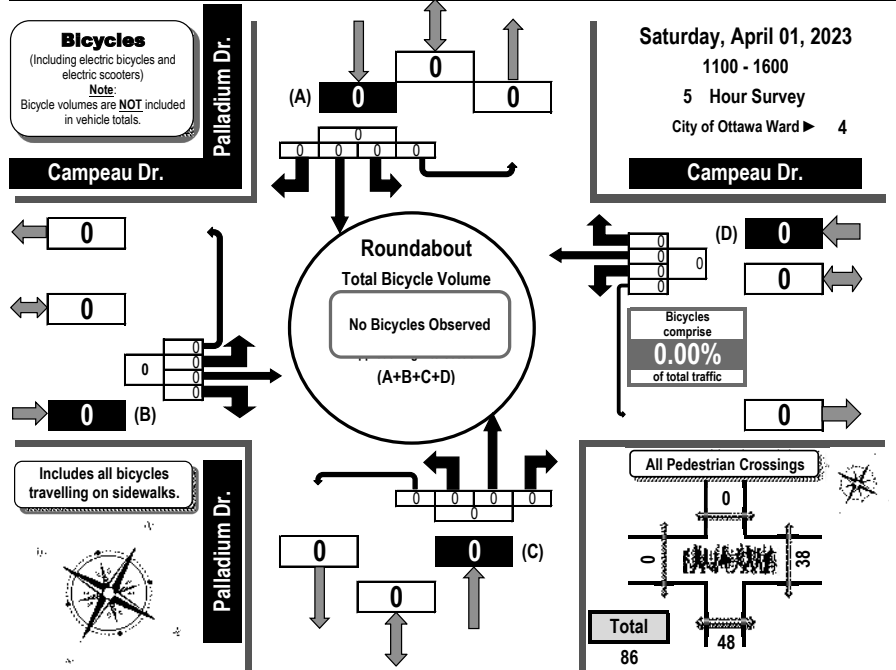 Bicycles
(Including electric bicycles and
electric scooters)
Note:
Bicycle volumes are NOT included
in vehicle totals.
Palladium Dr.
Campeau Dr.
(A)
0
0
0
0
0 0 0 0
Saturday, April 01, 2023
1100 - 1600
5 Hour Survey
City of Ottawa Ward ► 4
Campeau Dr.
0
0
0
0
0
0
0
0
0 (B)
Roundabout
Total Bicycle Volume
No Bicycles Observed
(A+B+C+D)
(D) 0
0
0
0
0
0
0
Bicycles
comprise
0.00%
of total traffic
0
Includes all bicycles
travelling on sidewalks.
Palladium Dr.
0 0 0 0
0
0
0 (C)
0
All Pedestrian Crossings
0
0
38
48
Total
86